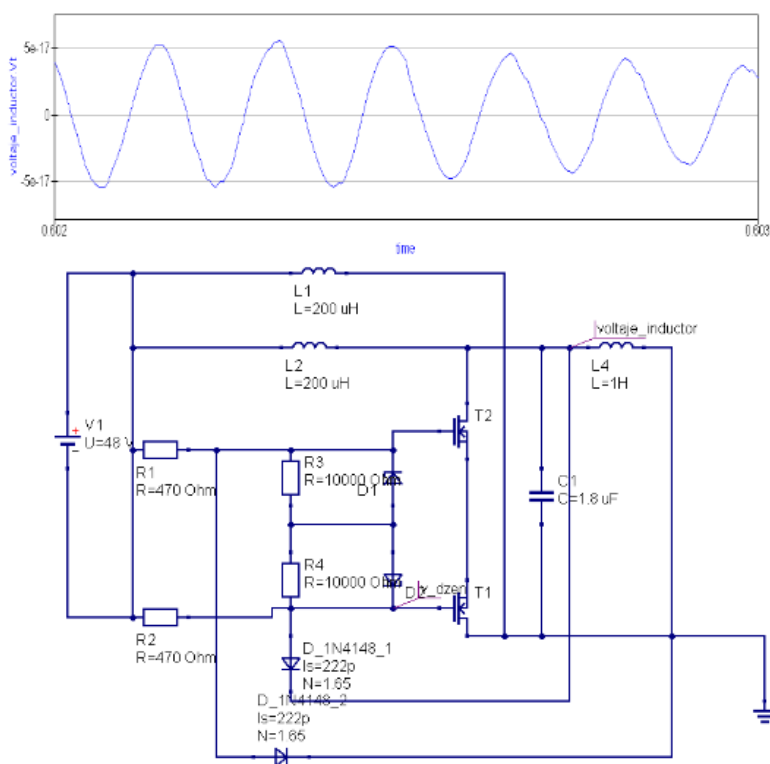 voltaje_inductor.Vt
5e-17
0
-5e-17
0.602
0.603
time
L1
L=200 uH
voltaje_inductor
L2
L=200 uH
L4
L=1H
V1
U=48 V
T2
R1
R=470 Ohm
R3
R=10000 Ohm
D1
C1
C=1.8 uF
R4
R=10000 Ohm
T1
R2
R=470 Ohm
D_1N4148_1
Is=222p
N=1.65
D_1N4148_2
Is=222p
N=1.65